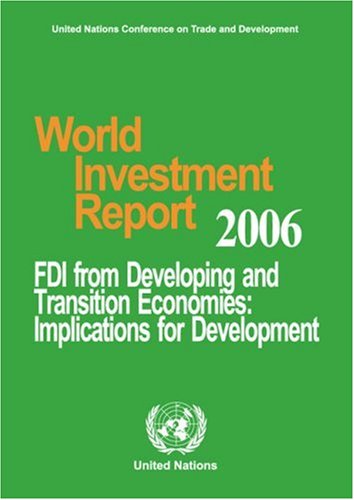 United Nations Conference on Trade and Development
World
Investment
Report 2006
FDI from Developing and
Transition Economies:
Implications for Development
United Nations